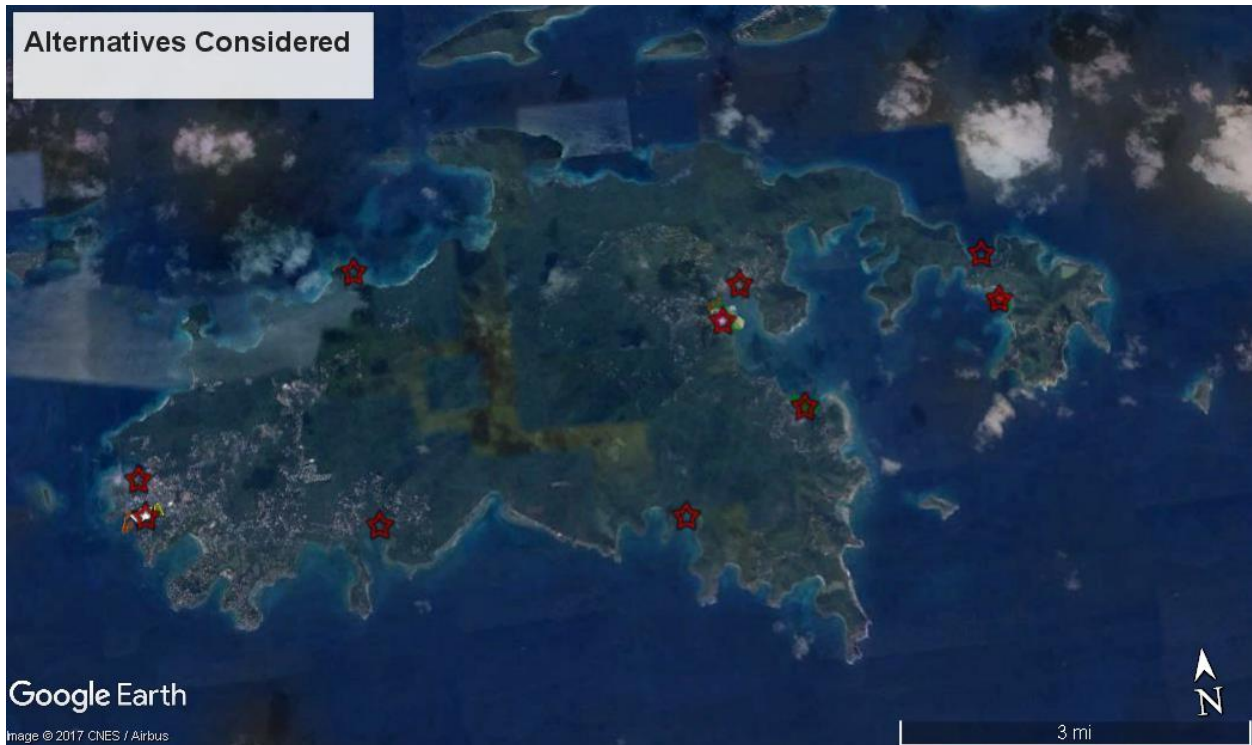 Alternatives Considered
Google Earth
Image © 2017 CNES / Airbus
N
3 mi